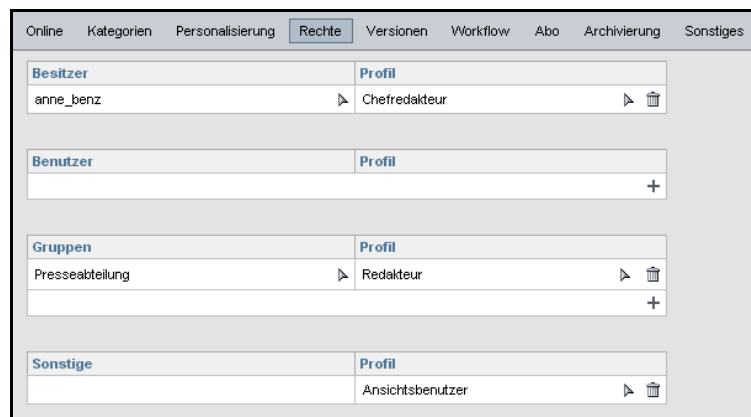 Online Kategorien Personalisierung Rechte Versionen Workflow Abo Archivierung Sonstiges
Besitzer Profil
anne_benz Chefredakteur
Benutzer Profil
Gruppen Profil
Presseabteilung Redakteur
Sonstige Profil
Ansichtsbenutzer